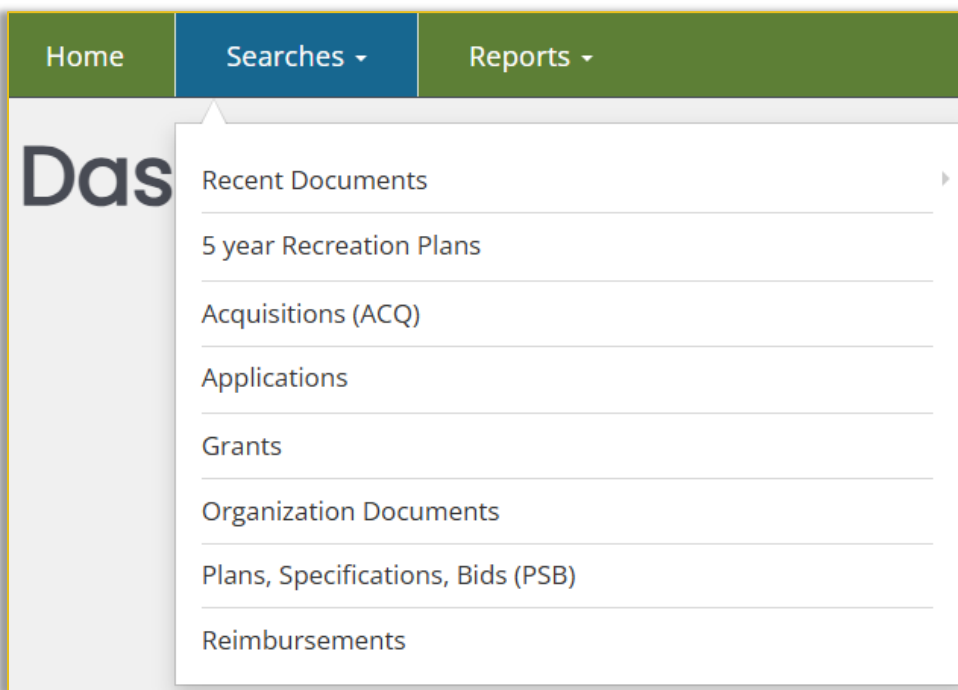 Home Searches Reports
Das
Recent Documents
5 year Recreation Plans
Acquisitions (ACQ)
Applications
Grants
Organization Documents
Plans, Specifications, Bids (PSB)
Reimbursements